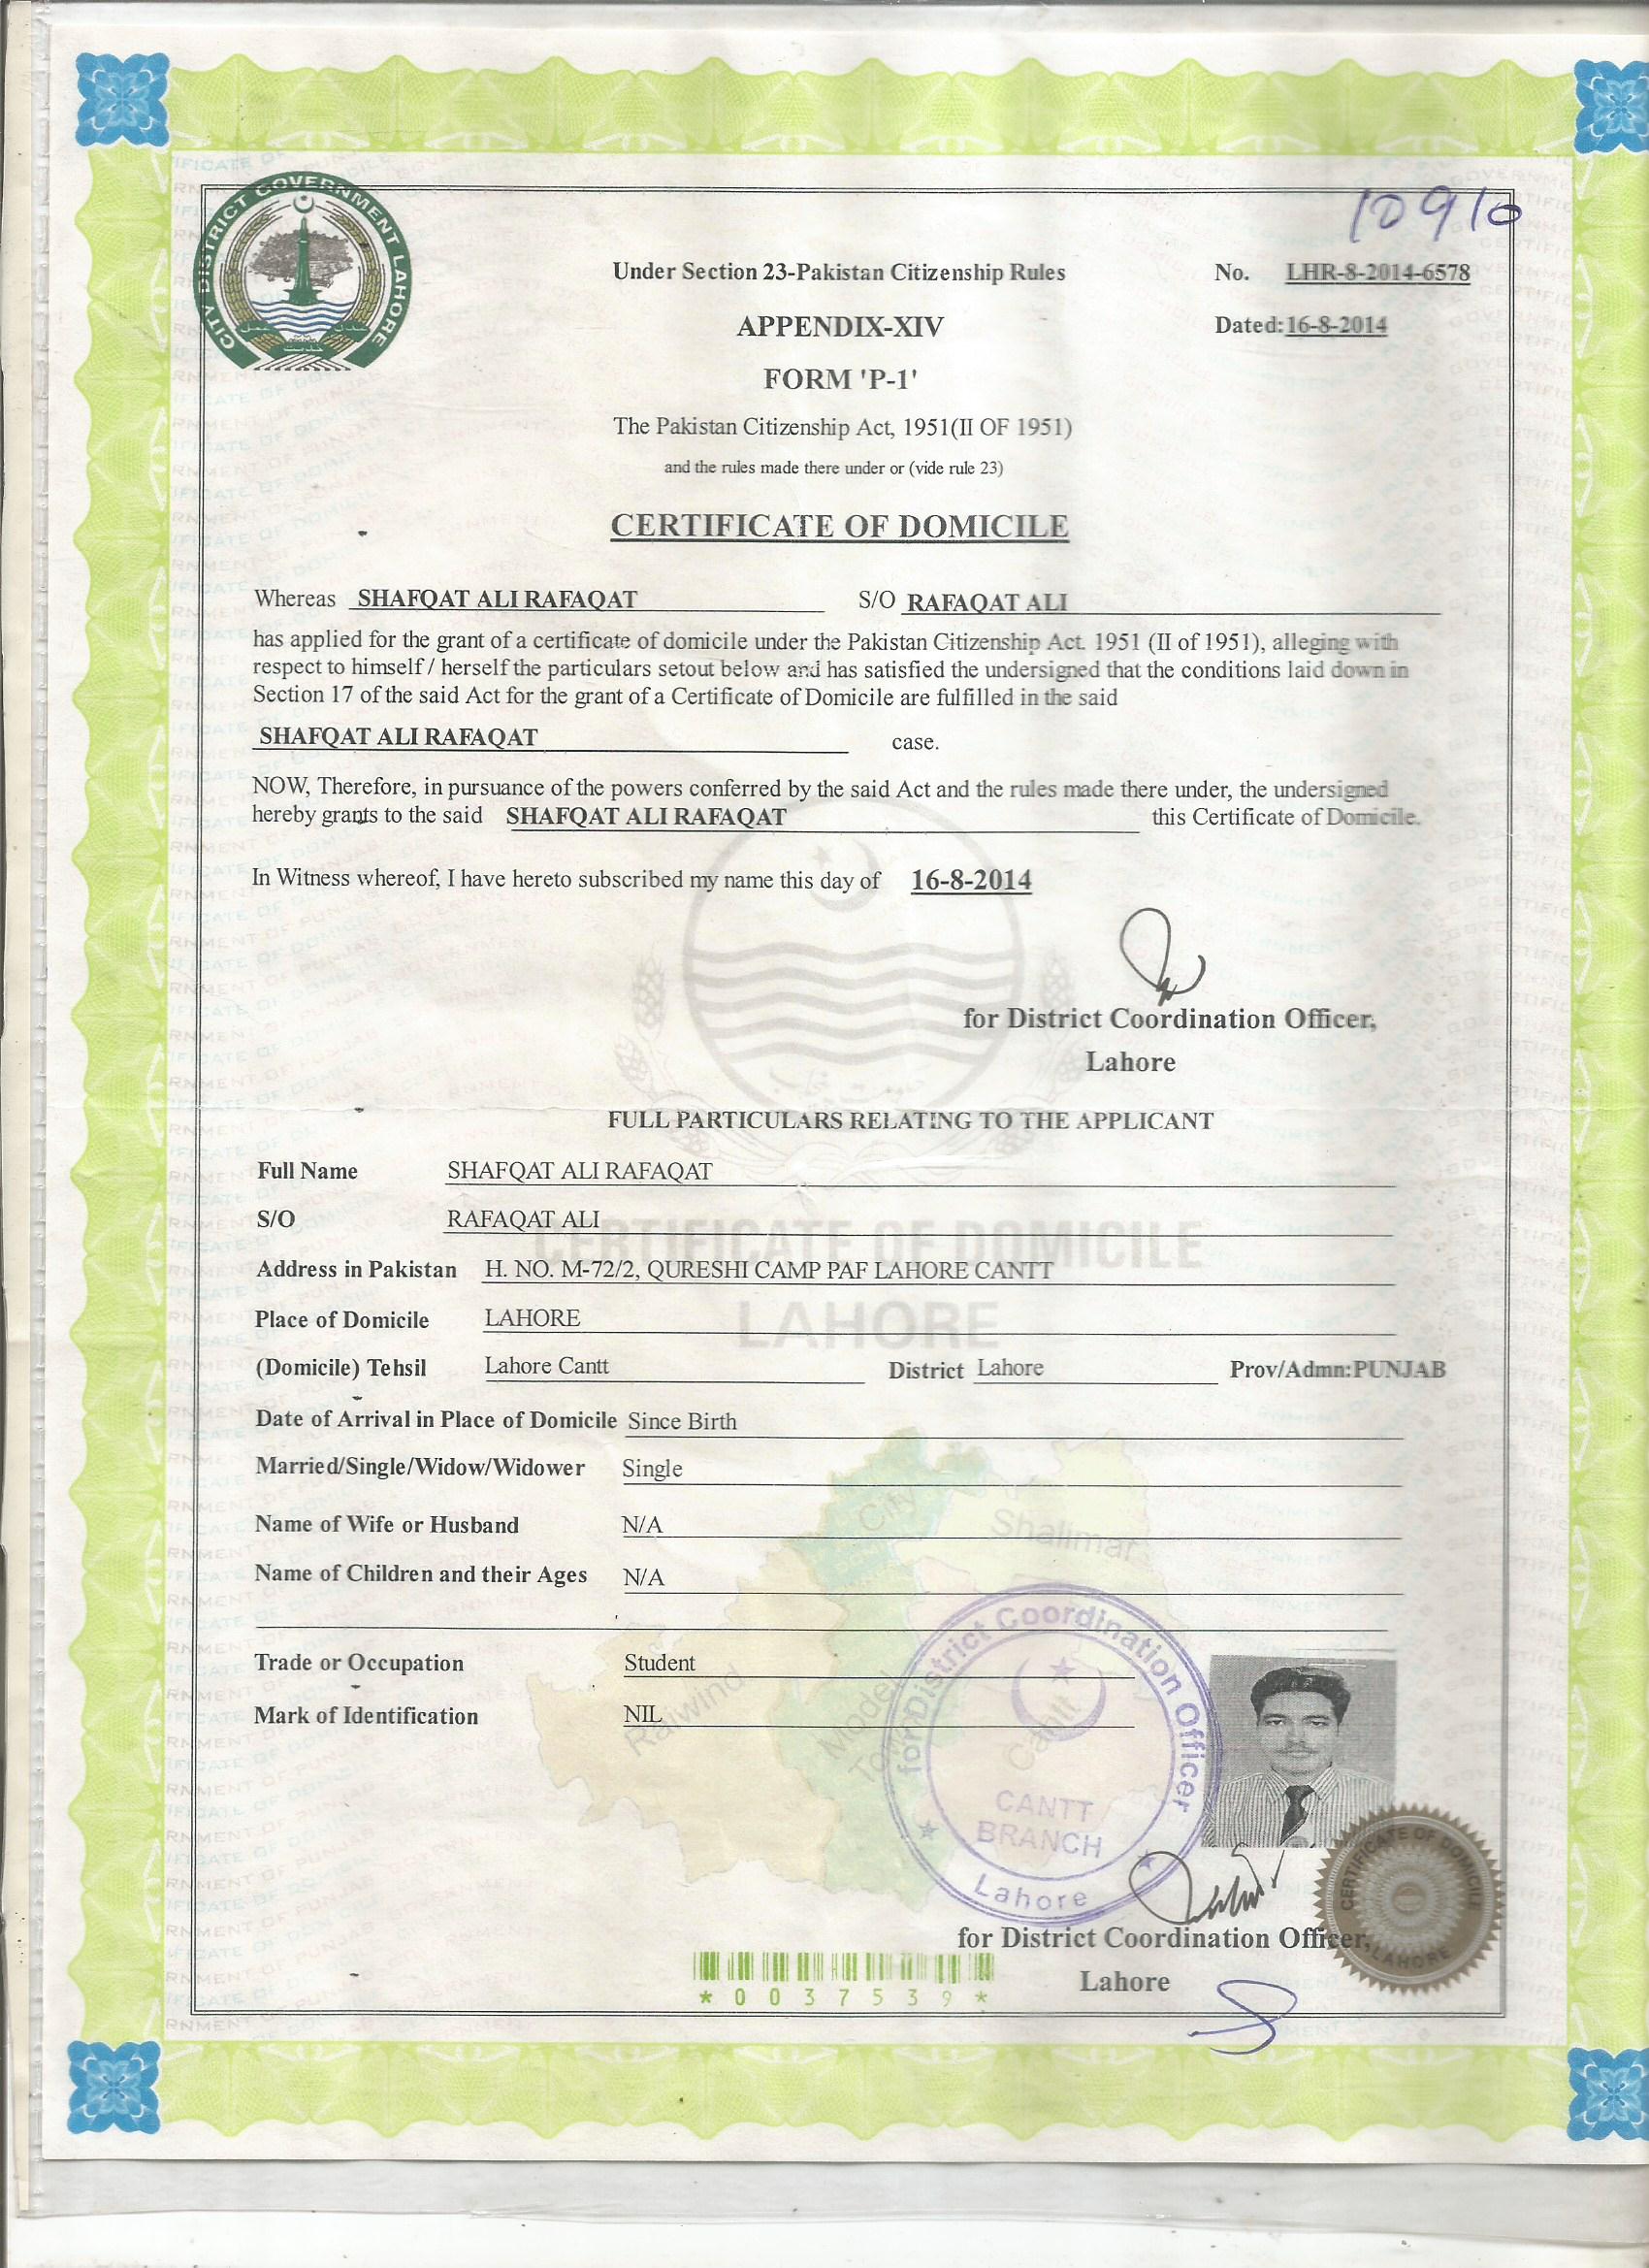 CITY DISTRICT GOVERNMENT LAHORE
10910
Under Section 23-Pakistan Citizenship Rules
No. LHR-8-2014-6578
APPENDIX-XIV
Dated:16-8-2014
FORM 'P-1'
The Pakistan Citizenship Act, 1951(II OF 1951)
and the rules made there under or (vide rule 23)
CERTIFICATE OF DOMICILE
Whereas SHAFQAT ALI RAFAQAT S/O RAFAQAT ALI
has applied for the grant of a certificate of domicile under the Pakistan Citizenship Act. 1951 (II of 1951), alleging with
respect to himself / herself the particulars setout below and has satisfied the undersigned that the conditions laid down in
Section 17 of the said Act for the grant of a Certificate of Domicile are fulfilled in the said
SHAFQAT ALI RAFAQAT case.
NOW, Therefore, in pursuance of the powers conferred by the said Act and the rules made there under, the undersigned
hereby grants to the said SHAFQAT ALI RAFAQAT this Certificate of Domicile.
In Witness whereof, I have hereto subscribed my name this day of 16-8-2014
for District Coordination Officer,
Lahore
FULL PARTICULARS RELATING TO THE APPLICANT
Full Name SHAFQAT ALI RAFAQAT
S/O RAFAQAT ALI
CERTIFICATE OF DOMICILE
Address in Pakistan H. NO. M-72/2, QURESHI CAMP PAF LAHORE CANTT
LAHORE
Place of Domicile LAHORE
(Domicile) Tehsil Lahore Cantt District Lahore Prov/Admn:PUNJAB
Date of Arrival in Place of Domicile Since Birth
Married/Single/Widow/Widower Single
City
Shalimar
Name of Wife or Husband N/A
Name of Children and their Ages N/A
Trade or Occupation Student
Mark of Identification NIL
Raiwind
Model Town
Cantt
for District Coordination Officer
CANTT
BRANCH
Lahore
CERTIFICATE OF DOMICILE
LAHORE
for District Coordination Officer,
Lahore
*0037539*